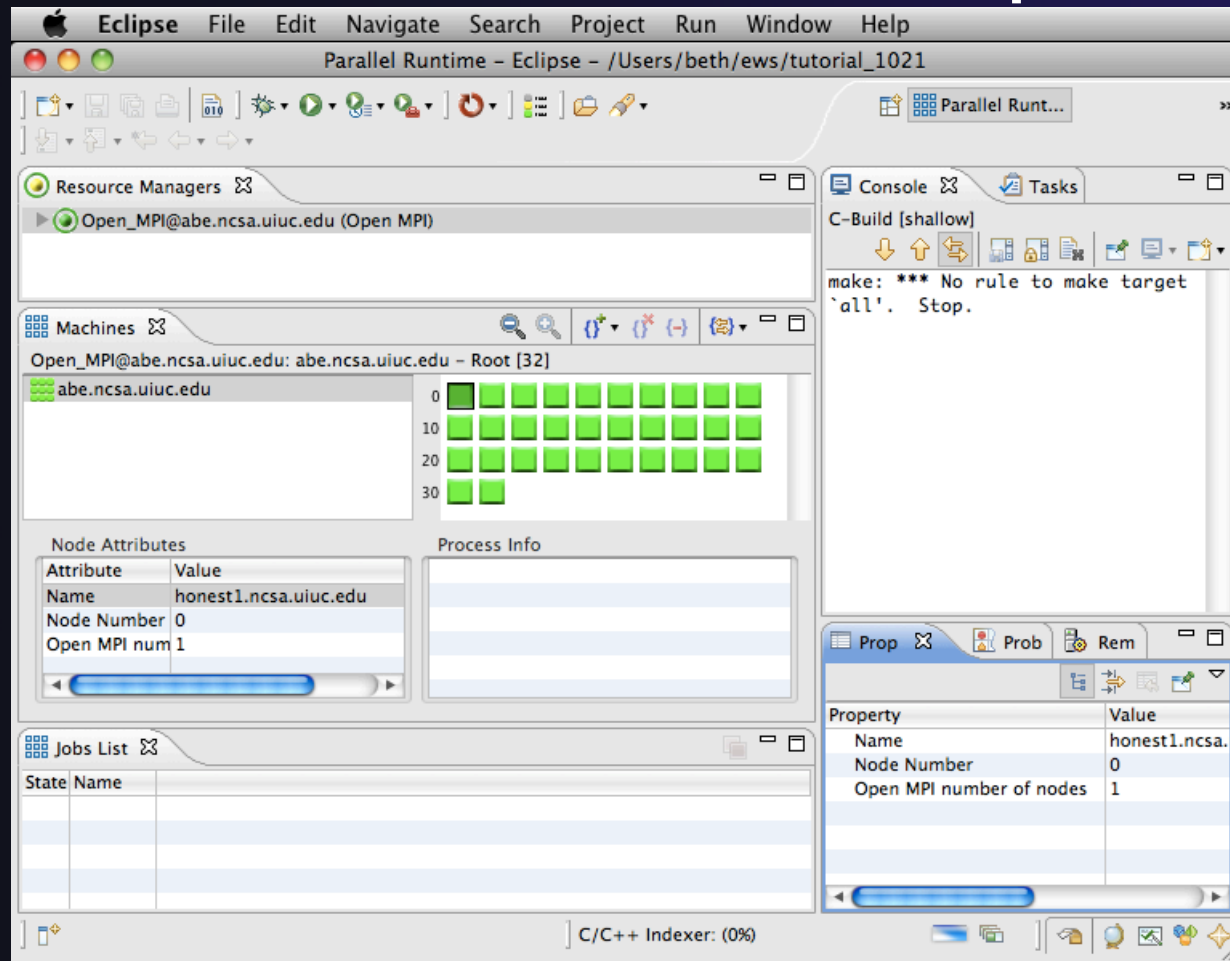 Eclipse File Edit Navigate Search Project Run Window Help
Parallel Runtime – Eclipse – /Users/beth/ews/tutorial_1021
010
Parallel Runt...
»
Resource Managers
Open_MPI@abe.ncsa.uiuc.edu (Open MPI)
Machines
Open_MPI@abe.ncsa.uiuc.edu: abe.ncsa.uiuc.edu – Root [32]
abe.ncsa.uiuc.edu
0
10
20
30
Node Attributes
Attribute Value
Name honest1.ncsa.uiuc.edu
Node Number 0
Open MPI num 1
Process Info
Jobs List
State Name
Console Tasks
C-Build [shallow]
make: *** No rule to make target
`all'. Stop.
Prop Prob Rem
Property Value
Name honest1.ncsa.
Node Number 0
Open MPI number of nodes 1
C/C++ Indexer: (0%)